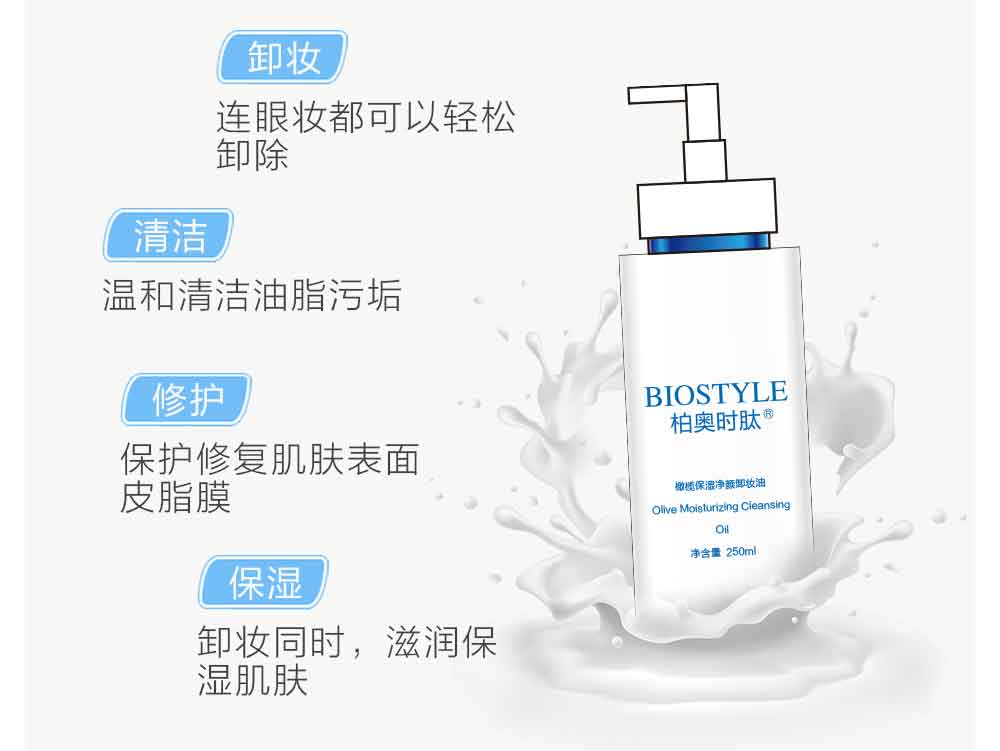 卸妆
连眼妆都可以轻松
卸除
清洁
温和清洁油脂污垢
修护
保护修复肌肤表面
皮脂膜
保湿
卸妆同时，滋润保
湿肌肤
BIOSTYLE
柏奥时肽®
橄榄保湿净颜卸妆油
Olive Moisturizing Cleansing
Oil
净含量 250ml